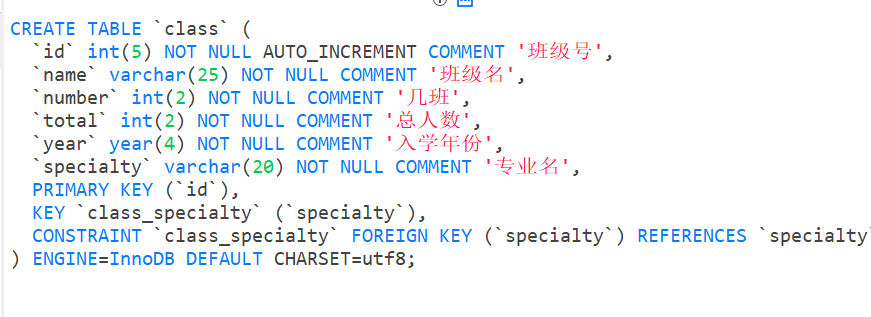 CREATE TABLE `class` (
  `id` int(5) NOT NULL AUTO_INCREMENT COMMENT '班级号',
  `name` varchar(25) NOT NULL COMMENT '班级名',
  `number` int(2) NOT NULL COMMENT '几班',
  `total` int(2) NOT NULL COMMENT '总人数',
  `year` year(4) NOT NULL COMMENT '入学年份',
  `specialty` varchar(20) NOT NULL COMMENT '专业名',
  PRIMARY KEY (`id`),
  KEY `class_specialty` (`specialty`),
  CONSTRAINT `class_specialty` FOREIGN KEY (`specialty`) REFERENCES `specialty`
) ENGINE=InnoDB DEFAULT CHARSET=utf8;